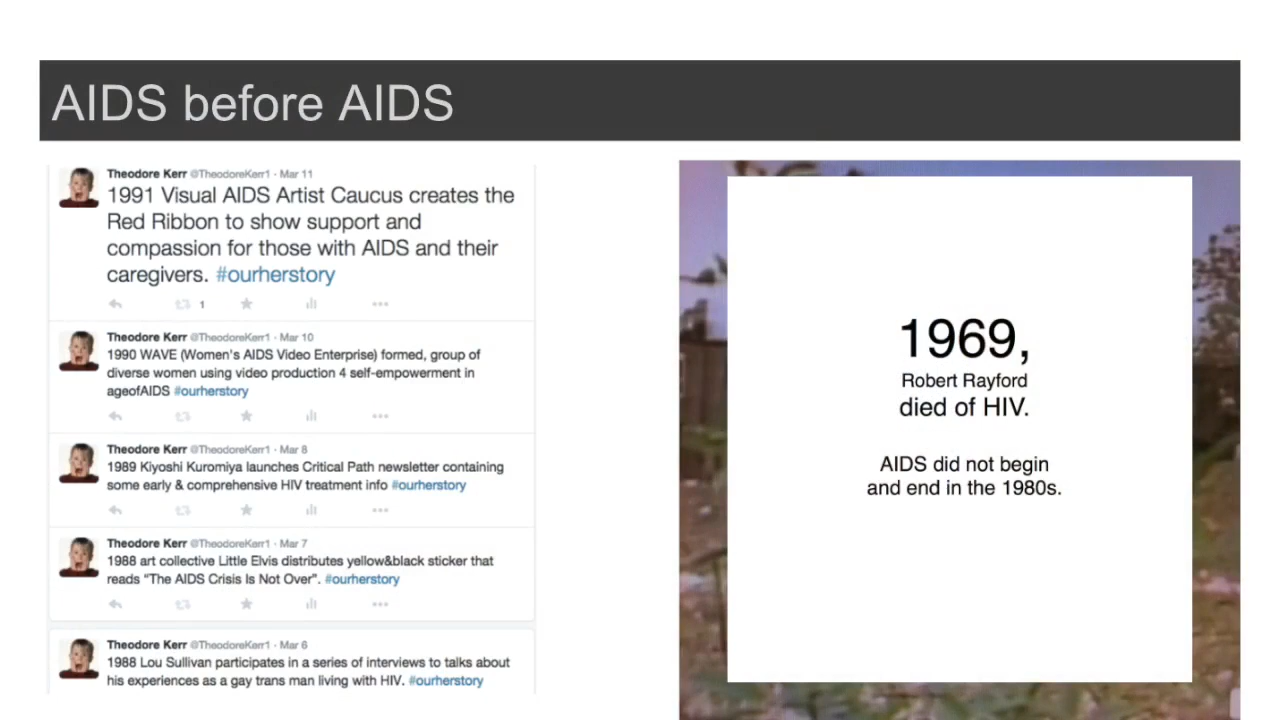 AIDS before AIDS
Theodore Kerr @TheodoreKerr1 · Mar 11
1991 Visual AIDS Artist Caucus creates the
Red Ribbon to show support and
compassion for those with AIDS and their
caregivers. #ourherstory
1
Theodore Kerr @TheodoreKerr1 · Mar 10
1990 WAVE (Women's AIDS Video Enterprise) formed, group of
diverse women using video production 4 self-empowerment in
ageofAIDS #ourherstory
Theodore Kerr @TheodoreKerr1 · Mar 8
1989 Kiyoshi Kuromiya launches Critical Path newsletter containing
some early & comprehensive HIV treatment info #ourherstory
Theodore Kerr @TheodoreKerr1 · Mar 7
1988 art collective Little Elvis distributes yellow&black sticker that
reads “The AIDS Crisis Is Not Over”. #ourherstory
Theodore Kerr @TheodoreKerr1 · Mar 6
1988 Lou Sullivan participates in a series of interviews to talks about
his experiences as a gay trans man living with HIV. #ourherstory
1969,
Robert Rayford
died of HIV.
AIDS did not begin
and end in the 1980s.